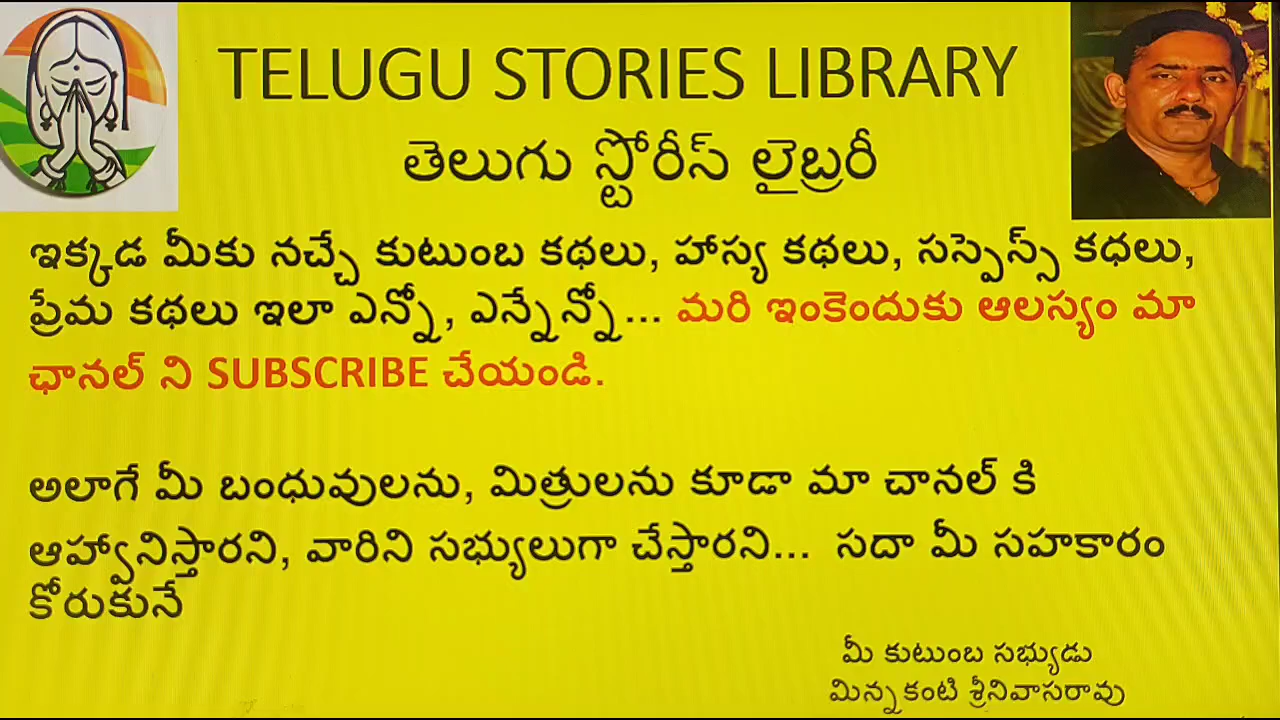 TELUGU STORIES LIBRARY
తెలుగు స్టోరీస్ లైబ్రరీ
ఇక్కడ మీకు నచ్చే కుటుంబ కథలు, హాస్య కథలు, సస్పెన్స్ కధలు,
ప్రేమ కథలు ఇలా ఎన్నో, ఎన్నేన్నో... మరి ఇంకెందుకు ఆలస్యం మా
ఛానల్ ని SUBSCRIBE చేయండి.
అలాగే మీ బంధువులను, మిత్రులను కూడా మా చానల్ కి
ఆహ్వానిస్తారని, వారిని సభ్యులుగా చేస్తారని... సదా మీ సహకారం
కోరుకునే
మీ కుటుంబ సభ్యుడు
మిన్నకంటి శ్రీనివాసరావు